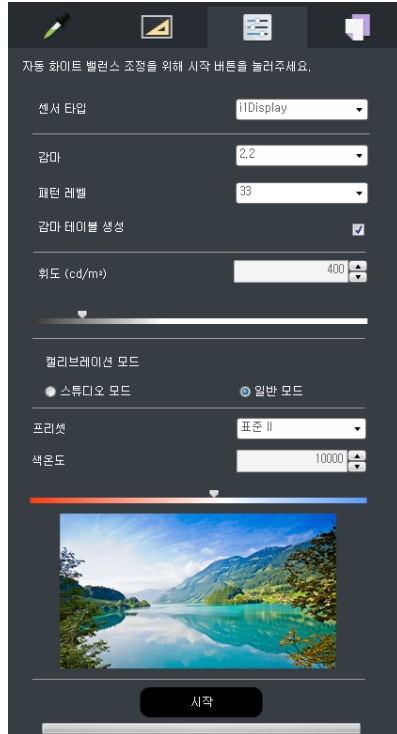 자동 화이트 밸런스 조정을 위해 시작 버튼을 눌러주세요.
센서 타입 i1Display
감마 2,2
패턴 레벨 33
감마 테이블 생성
휘도 (cd/m²) 400
캘리브레이션 모드
스튜디오 모드 일반 모드
프리셋 표준 II
색온도 10000
시작